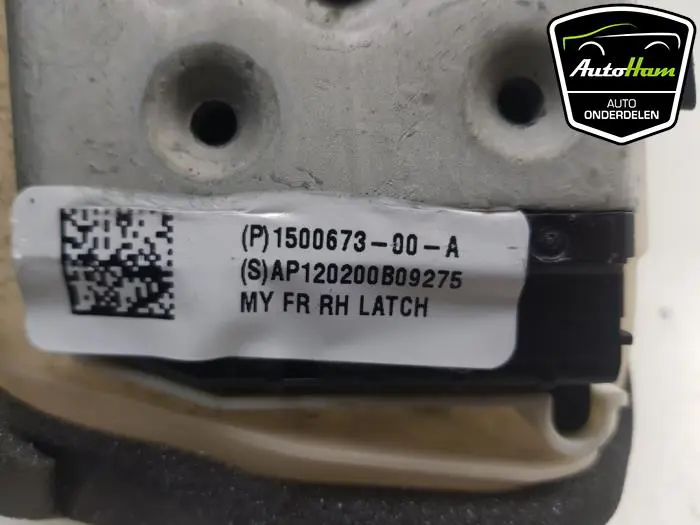 AutoHam
AUTO
ONDERDELEN
(P)1500673-00-A
(S)AP120200B09275
MY FR RH LATCH